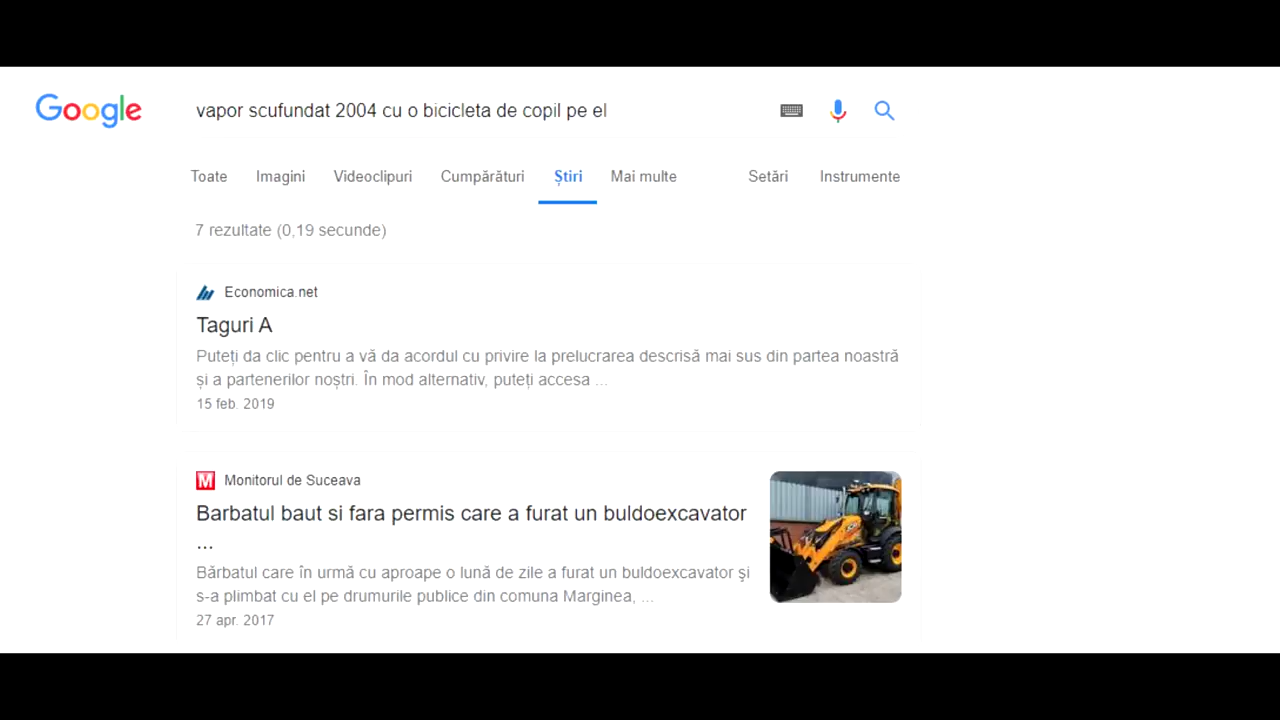 Google
vapor scufundat 2004 cu o bicicleta de copil pe el
Toate Imagini Videoclipuri Cumpărături Știri Mai multe Setări Instrumente
7 rezultate (0,19 secunde)
Economica.net
Taguri A
Puteți da clic pentru a vă da acordul cu privire la prelucrarea descrisă mai sus din partea noastră
și a partenerilor noștri. În mod alternativ, puteți accesa ...
15 feb. 2019
M Monitorul de Suceava
Barbatul baut si fara permis care a furat un buldoexcavator
...
Bărbatul care în urmă cu aproape o lună de zile a furat un buldoexcavator şi
s-a plimbat cu el pe drumurile publice din comuna Marginea, ...
27 apr. 2017